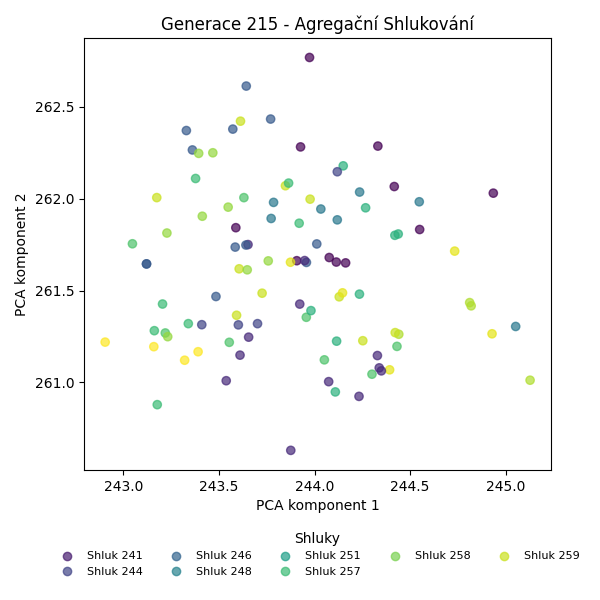 Generace 215 - Agregační Shlukování
PCA komponent 2
262.5
262.0
261.5
261.0
243.0 243.5 244.0 244.5 245.0
PCA komponent 1
Shluky
Shluk 241 Shluk 246 Shluk 251 Shluk 258 Shluk 259
Shluk 244 Shluk 248 Shluk 257